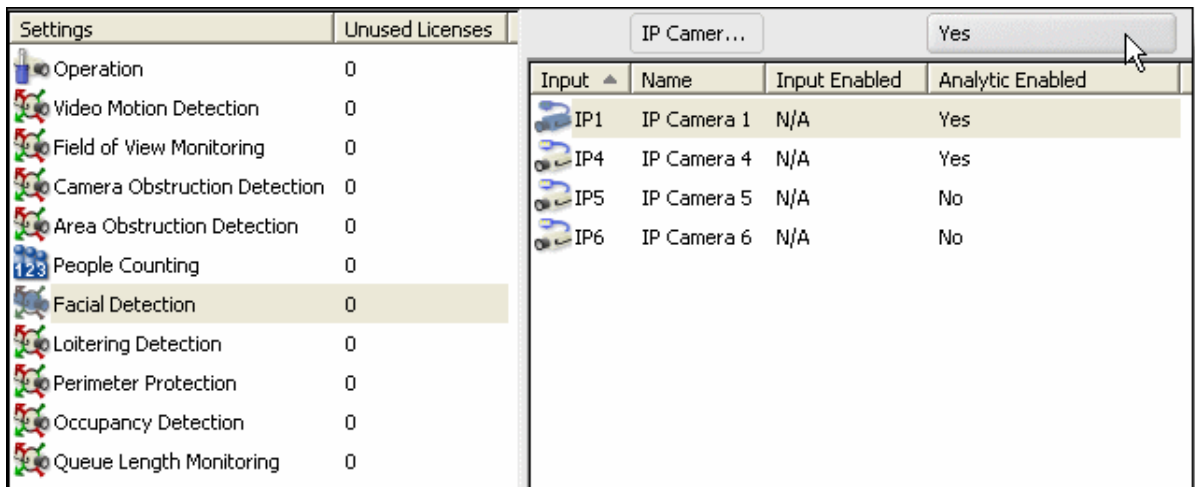 Settings Unused Licenses
Operation 0
Video Motion Detection 0
Field of View Monitoring 0
Camera Obstruction Detection 0
Area Obstruction Detection 0
123 People Counting 0
Facial Detection 0
Loitering Detection 0
Perimeter Protection 0
Occupancy Detection 0
Queue Length Monitoring 0
IP Camer... Yes
Input Name Input Enabled Analytic Enabled
IP1 IP Camera 1 N/A Yes
IP4 IP Camera 4 N/A Yes
IP5 IP Camera 5 N/A No
IP6 IP Camera 6 N/A No